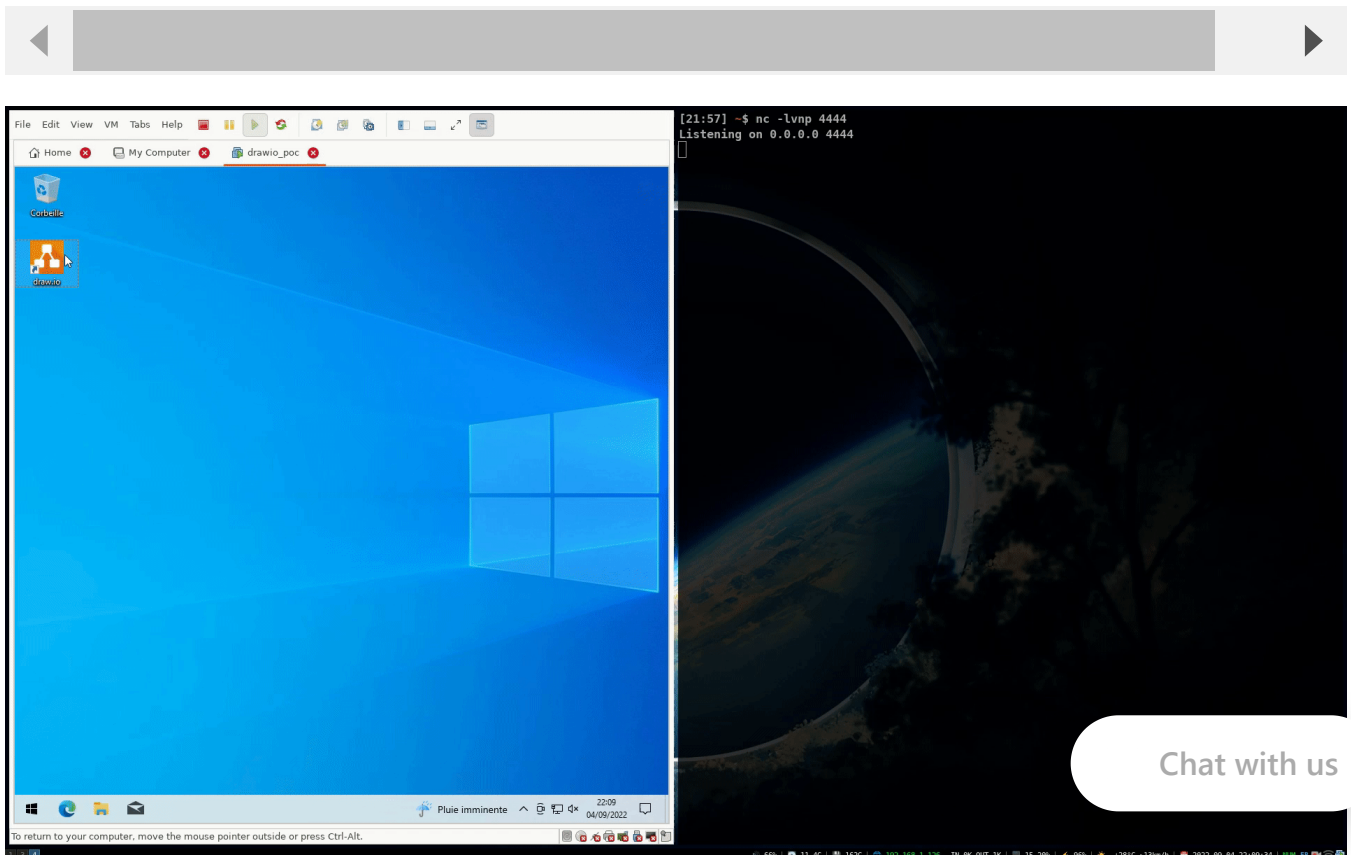 File Edit View VM Tabs Help
Home My Computer drawio_poc
Corbeille
draw.io
Pluie imminente
22:09
04/09/2022
To return to your computer, move the mouse pointer outside or press Ctrl-Alt.
[21:57] ~$ nc -lvnp 4444
Listening on 0.0.0.0 4444
Chat with us